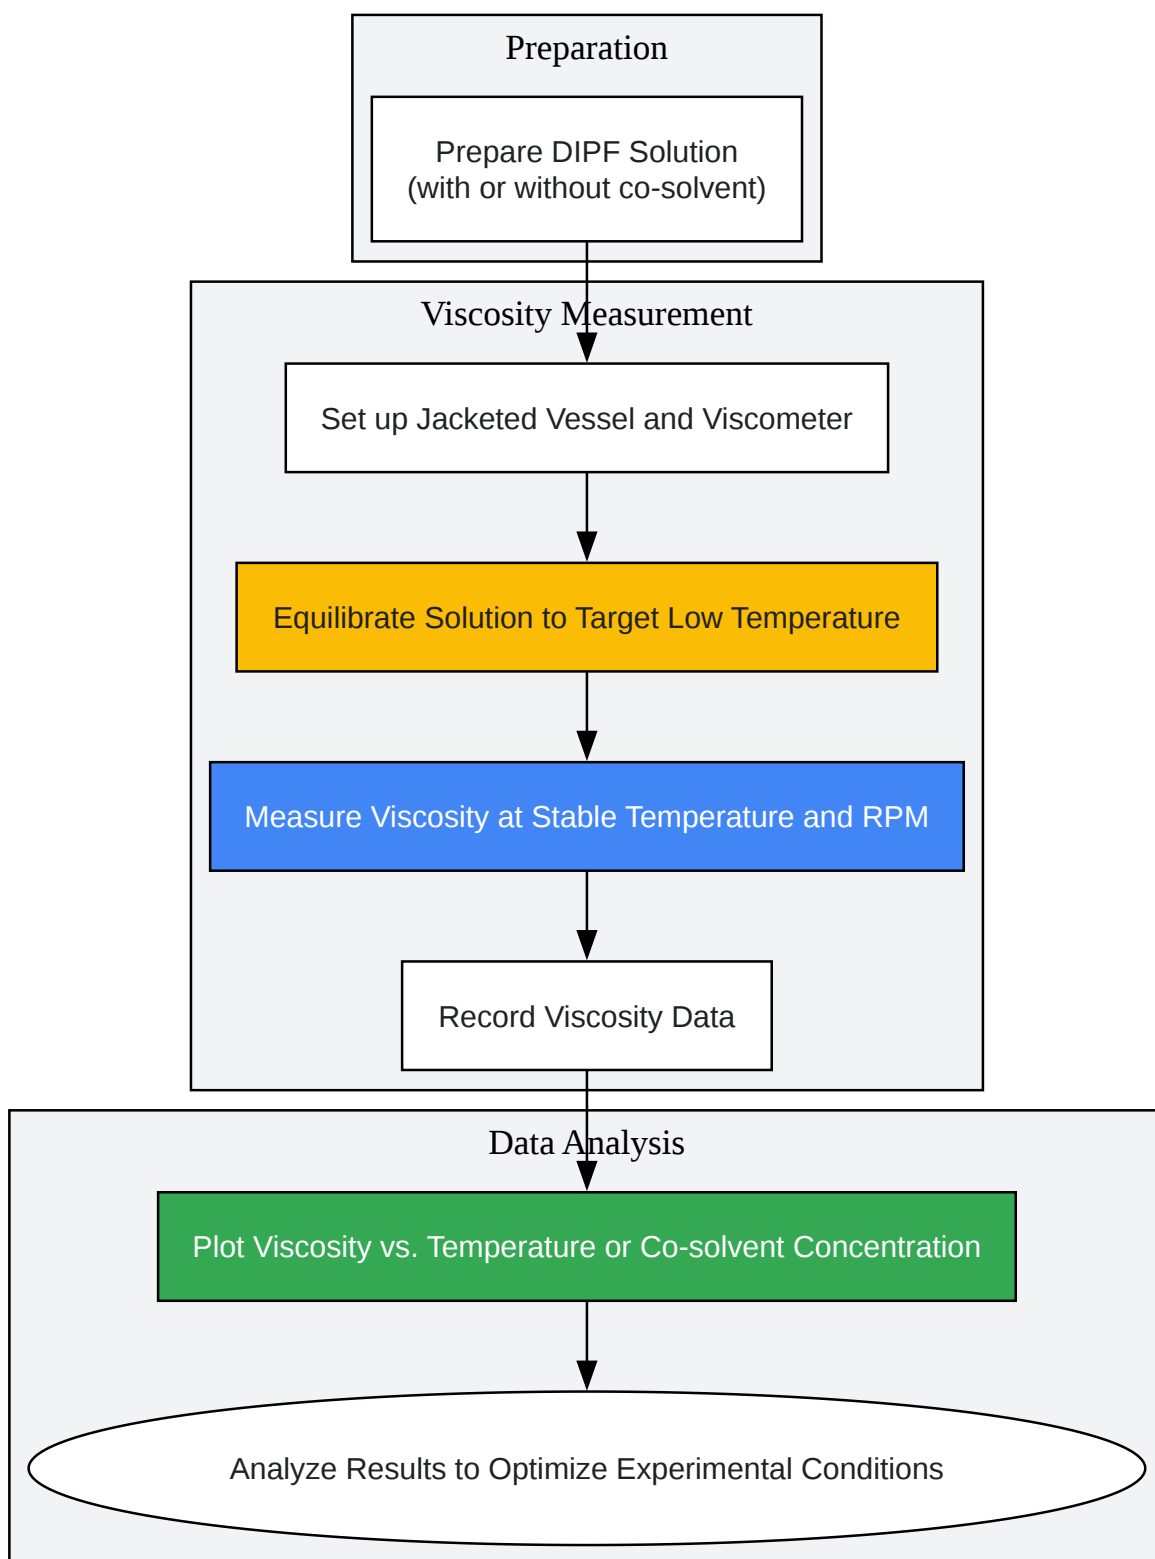 Preparation
Prepare DIPF Solution
(with or without co-solvent)
Viscosity Measurement
Set up Jacketed Vessel and Viscometer
Equilibrate Solution to Target Low Temperature
Measure Viscosity at Stable Temperature and RPM
Record Viscosity Data
Data Analysis
Plot Viscosity vs. Temperature or Co-solvent Concentration
Analyze Results to Optimize Experimental Conditions